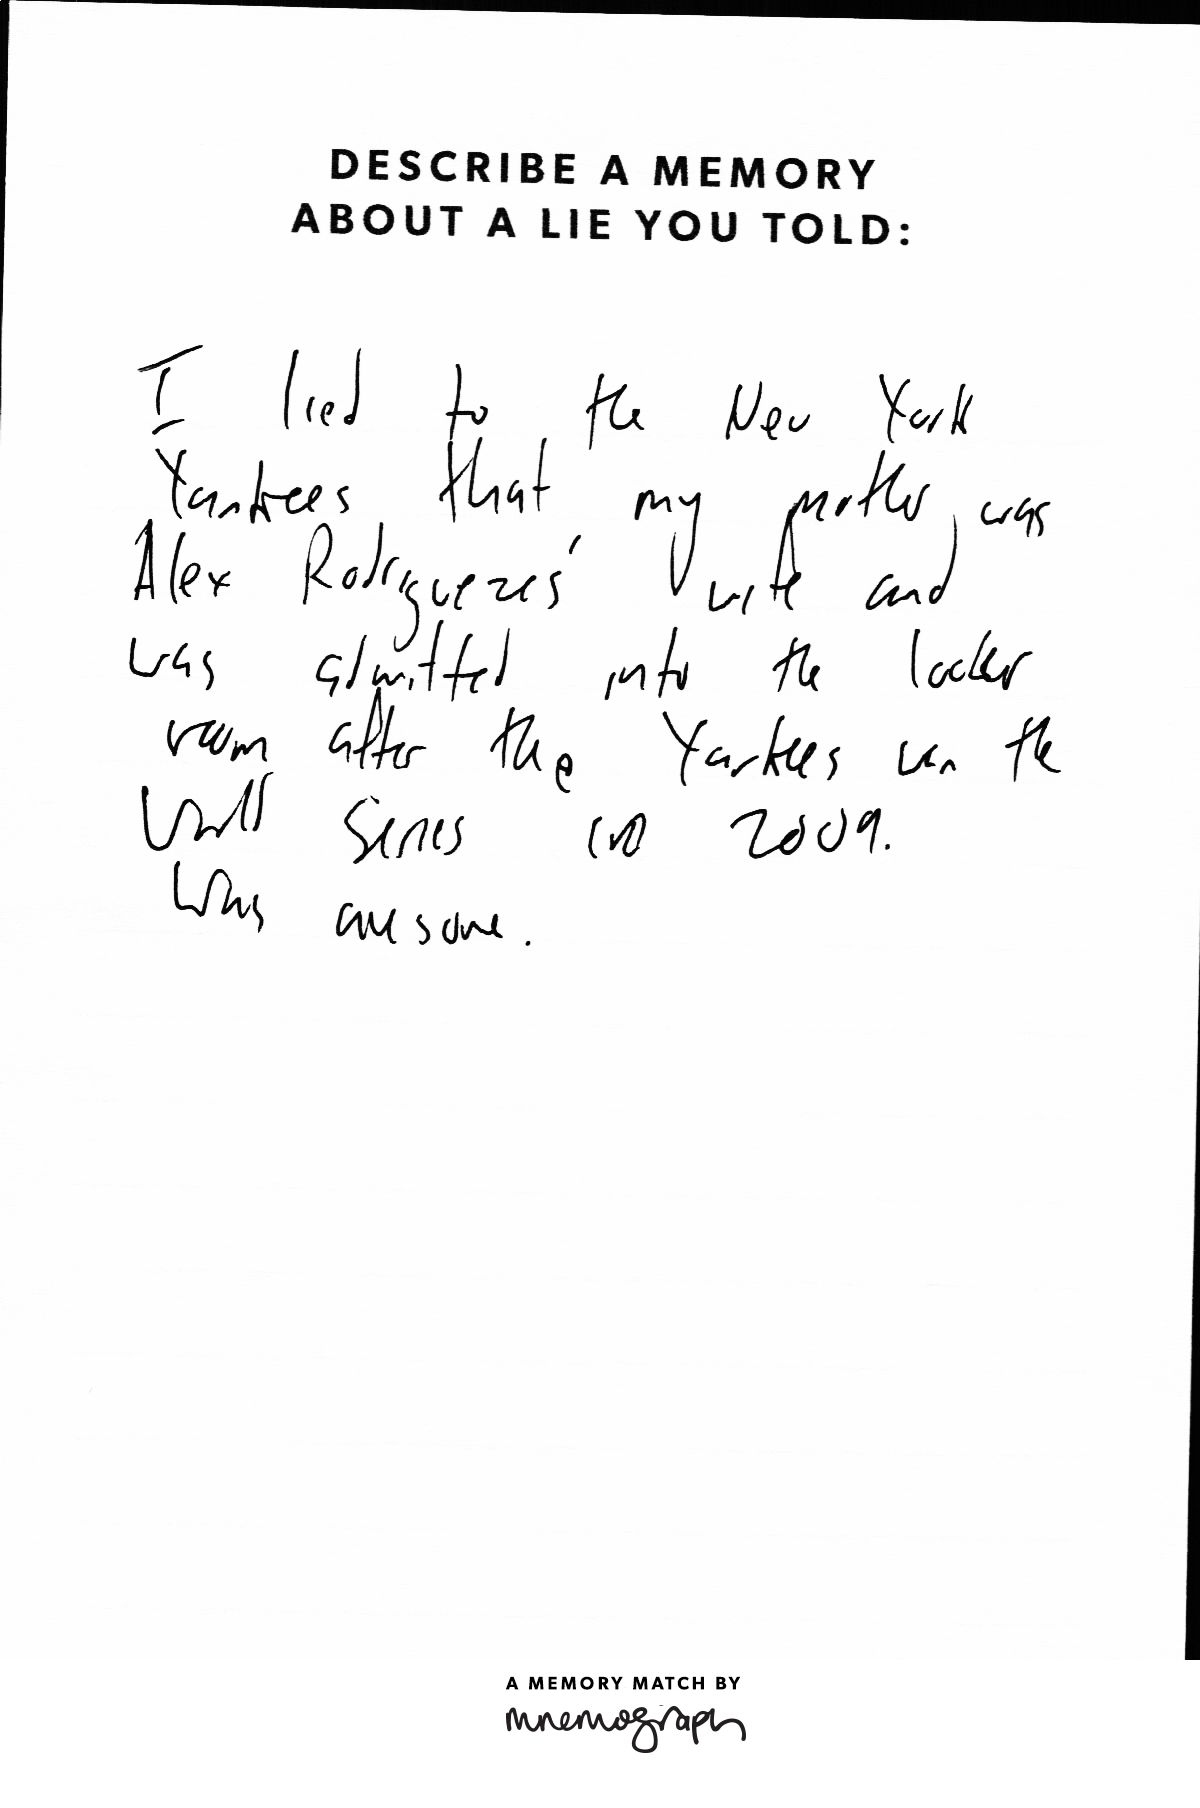 DESCRIBE A MEMORY
ABOUT A LIE YOU TOLD:
I lied to the New York
Yankees that my mother was
Alex Rodriguezes' wife and
was admitted into the locker
room after the Yankees won the
World Series in 2009.
Was awesome.
A MEMORY MATCH BY
mnemograph